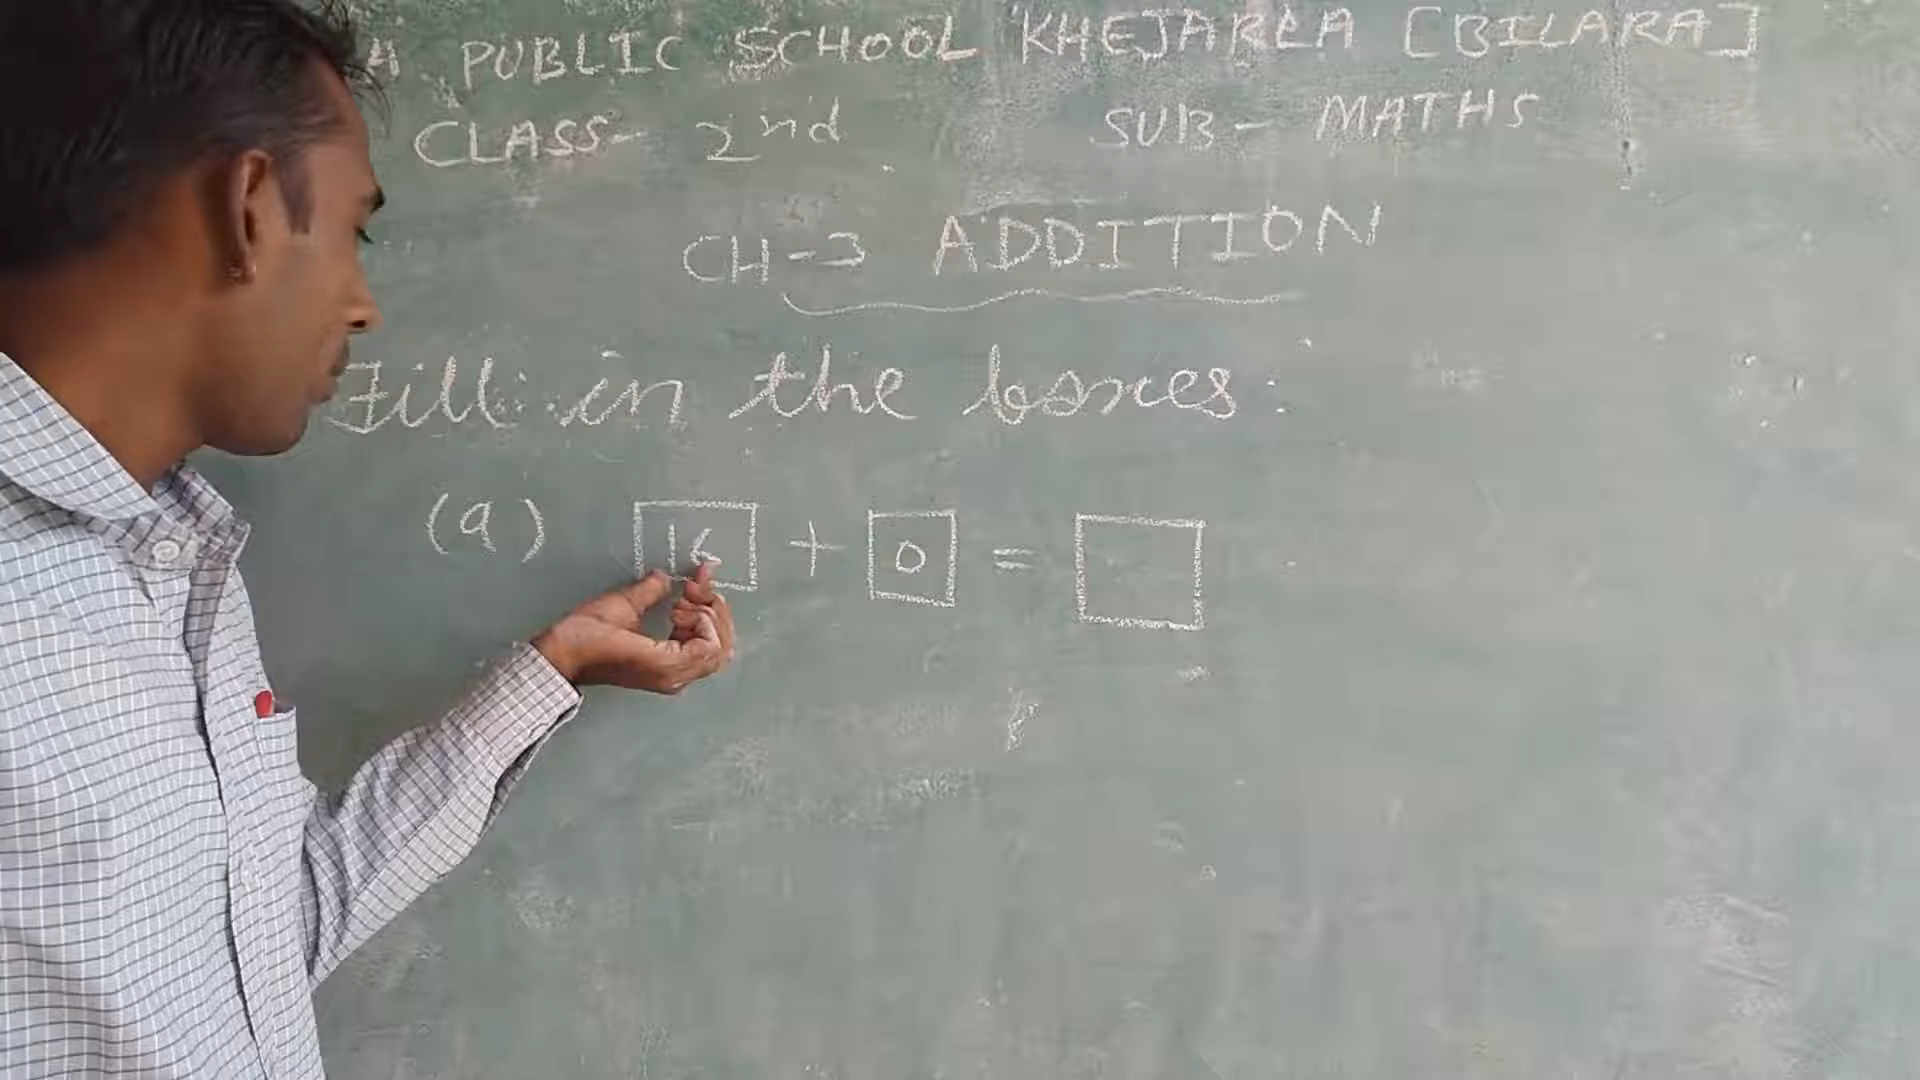 PUBLIC SCHOOL KHEJARLA [BILARA]
CLASS- 2nd SUB- MATHS
CH-3 ADDITION
Fill in the boxes:
(a) 16 + 0 =